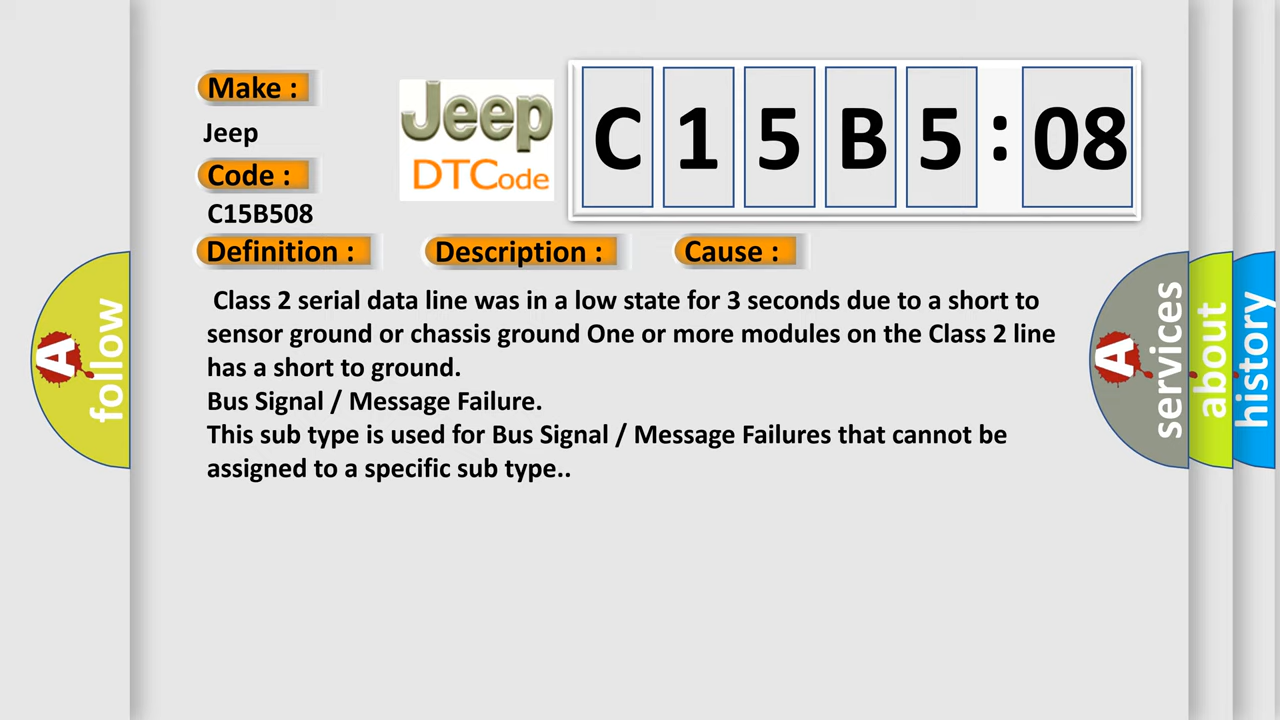 Make :
Jeep
Code :
C15B508
Jeep
DTCode
C15B5:08
Definition :
Description :
Cause :
Class 2 serial data line was in a low state for 3 seconds due to a short to
sensor ground or chassis ground One or more modules on the Class 2 line
has a short to ground.
Bus Signal / Message Failure.
This sub type is used for Bus Signal / Message Failures that cannot be
assigned to a specific sub type..
A follow
A services
about
history